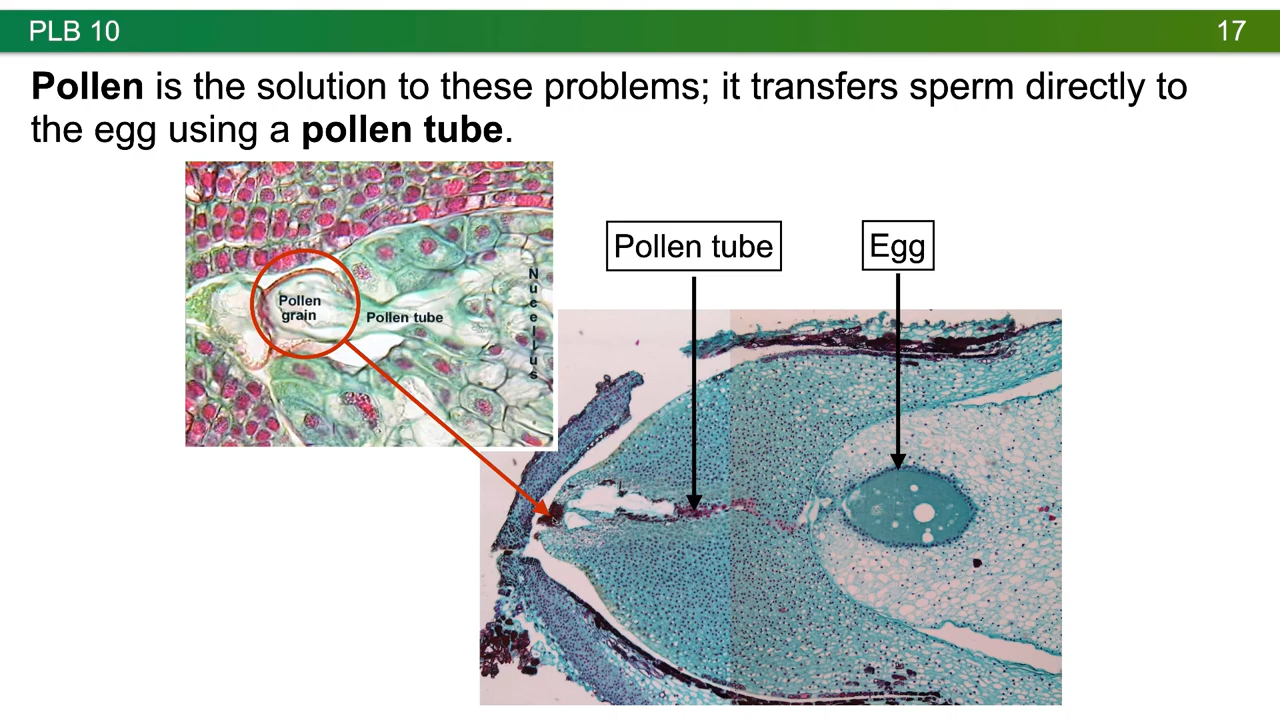 PLB 10
17
Pollen is the solution to these problems; it transfers sperm directly to
the egg using a pollen tube.
Pollen tube
Egg
Pollen
grain
Pollen tube
Nucellus